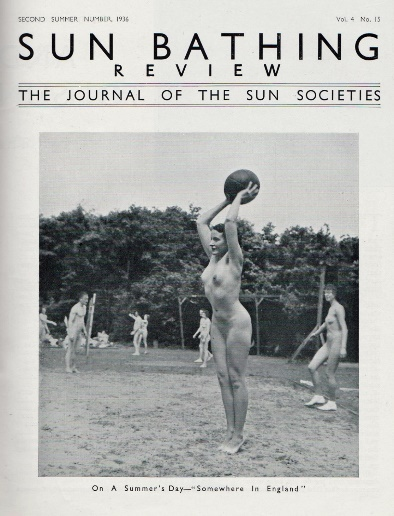 SECOND SUMMER NUMBER, 1936
Vol. 4 No. 15
SUN BATHING
REVIEW
THE JOURNAL OF THE SUN SOCIETIES
On A Summer's Day—"Somewhere In England"